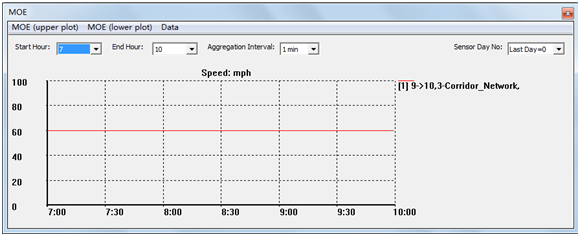 MOE
MOE (upper plot) MOE (lower plot) Data
Start Hour: 7 End Hour: 10 Aggregation Interval: 1 min Sensor Day No: Last Day=0
Speed: mph
[1] 9->10,3-Corridor_Network,
100
80
60
40
20
0
7:00 7:30 8:00 8:30 9:00 9:30 10:00